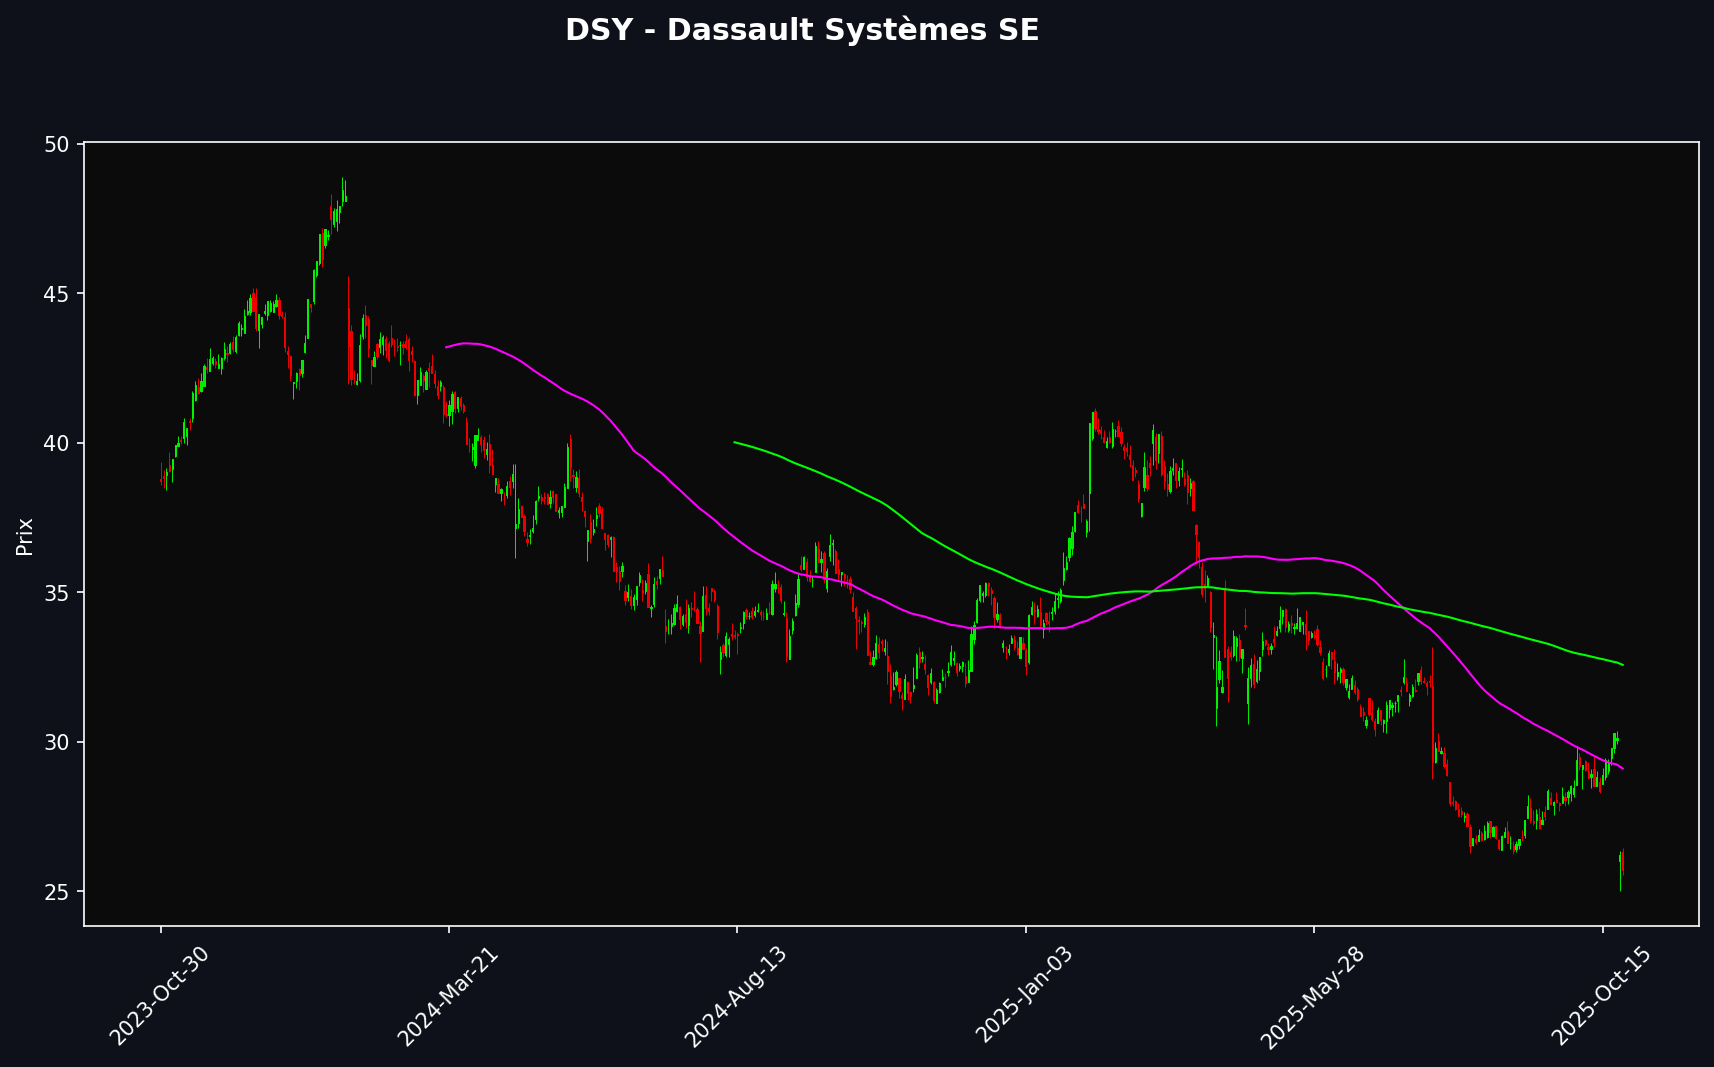 DSY - Dassault Systèmes SE
50
45
40
35
30
25
Prix
2023-Oct-30
2024-Mar-21
2024-Aug-13
2025-Jan-03
2025-May-28
2025-Oct-15